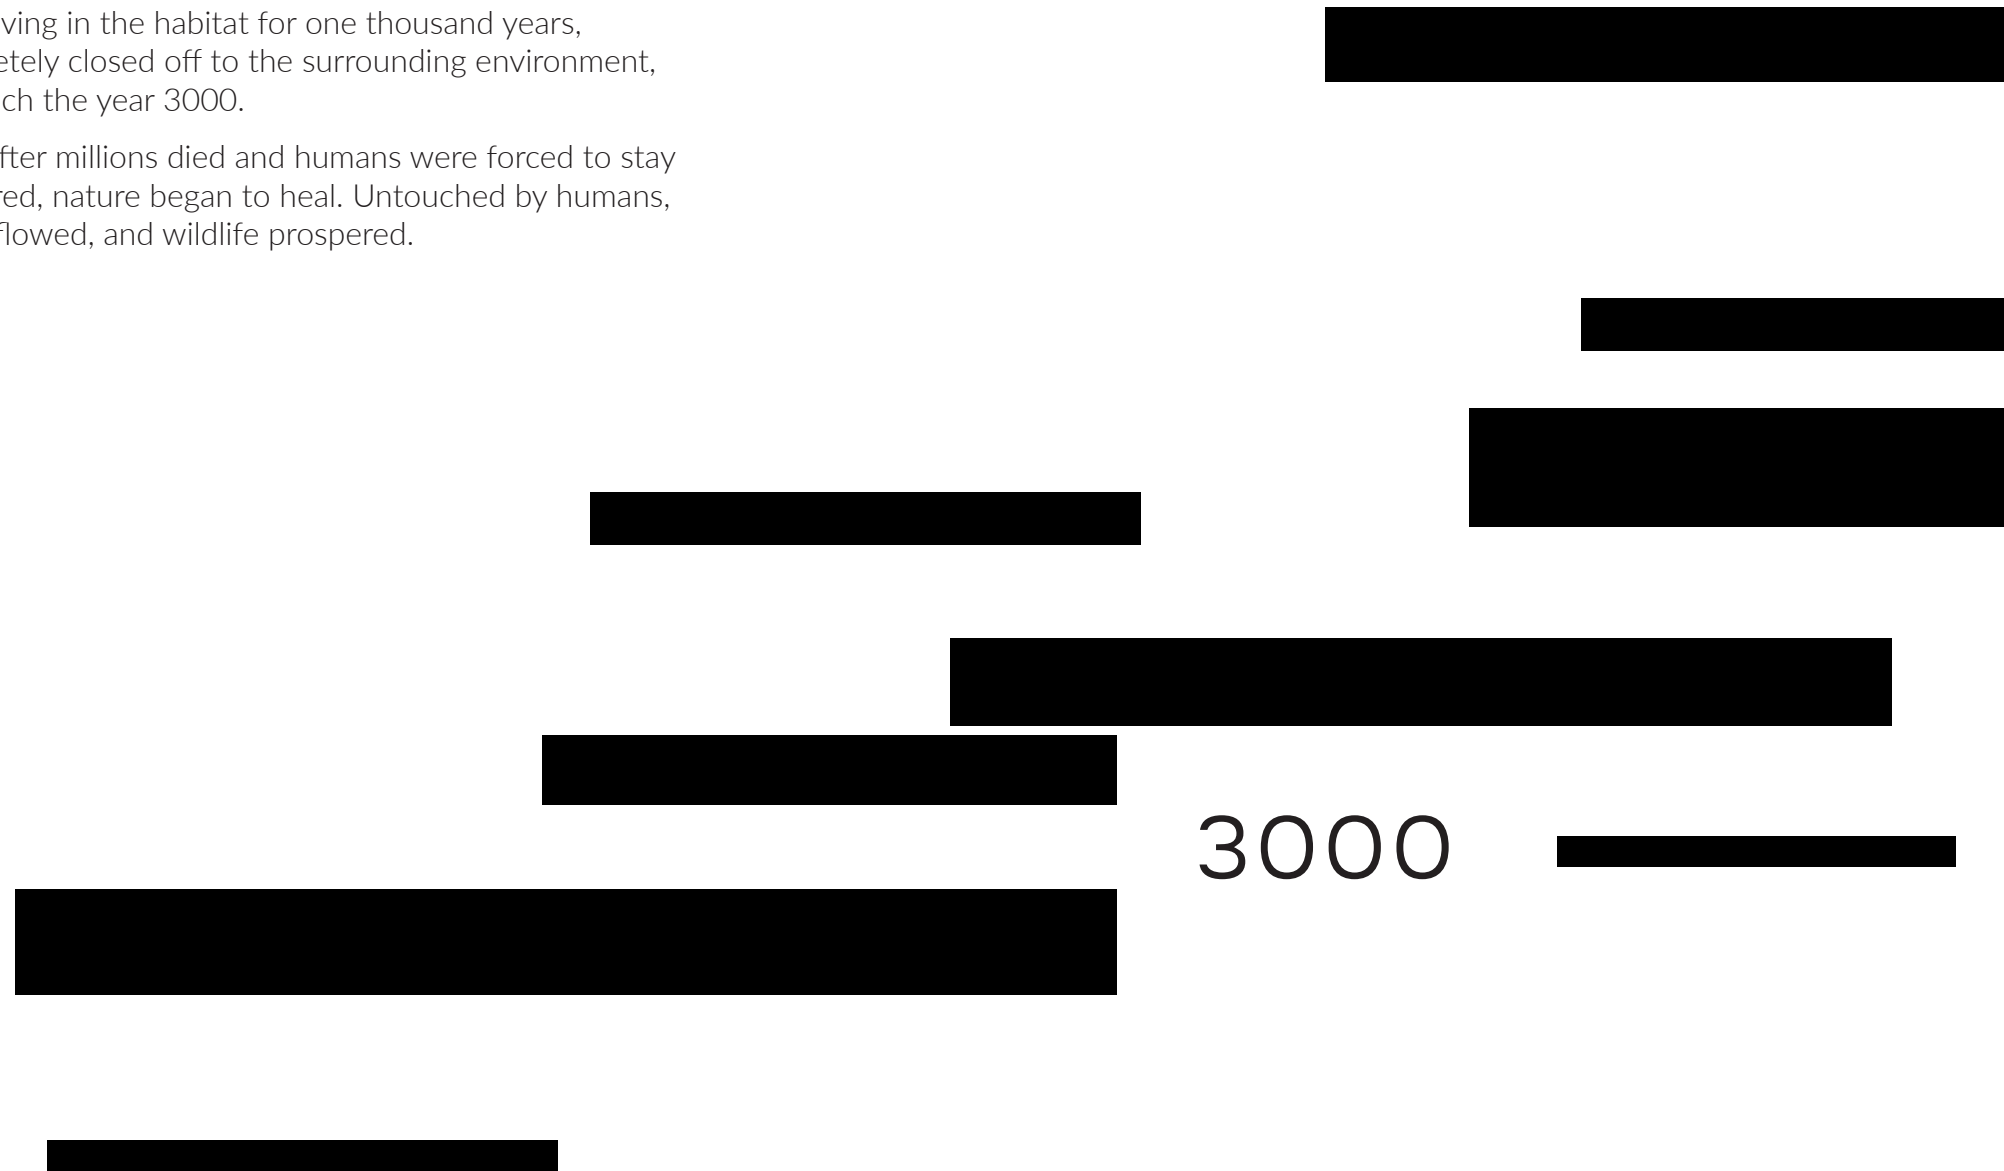 ving in the habitat for one thousand years,
etely closed off to the surrounding environment,
ch the year 3000.
fter millions died and humans were forced to stay
red, nature began to heal. Untouched by humans,
flowed, and wildlife prospered.
3000